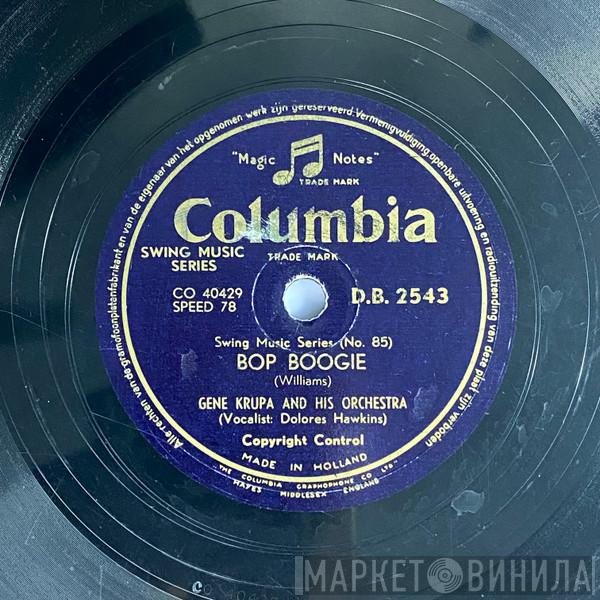 Alle rechten van de gramofoonplatenfabrikant en van de eigenaar van het opgenomen werk zijn gereserveerd. Vermenigvuldiging, openbare uitvoering en radiouitzending van deze plaat zijn verboden
"Magic Notes"
TRADE MARK
Columbia
TRADE MARK
SWING MUSIC
SERIES
CO 40429
SPEED 78
D.B. 2543
Swing Music Series (No. 85)
BOP BOOGIE
(Williams)
GENE KRUPA AND HIS ORCHESTRA
(Vocalist: Dolores Hawkins)
Copyright Control
MADE IN HOLLAND
THE COLUMBIA GRAPHOPHONE CO LTD
HAYES MIDDLESEX ENGLAND
МАРКЕТ ВИНИЛА